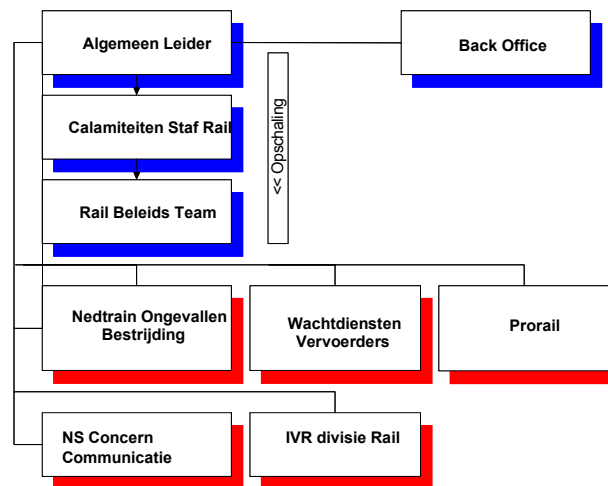 Algemeen Leider
Back Office
Calamiteiten Staf Rail
<< Opschaling
Rail Beleids Team
Nedtrain Ongevallen
Bestrijding
Wachtdiensten
Vervoerders
Prorail
NS Concern
Communicatie
IVR divisie Rail